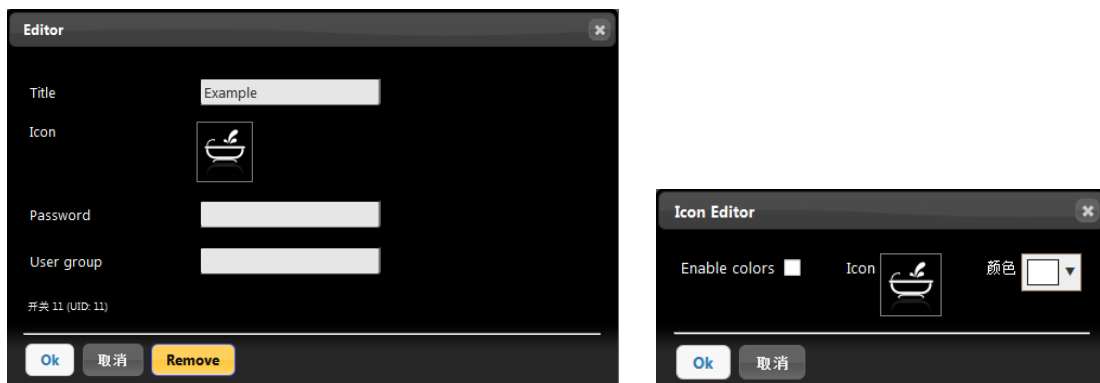 Editor
Title
Example
Icon
Password
User group
开关 11 (UID: 11)
Ok
取消
Remove
Icon Editor
Enable colors
Icon
颜色
Ok
取消